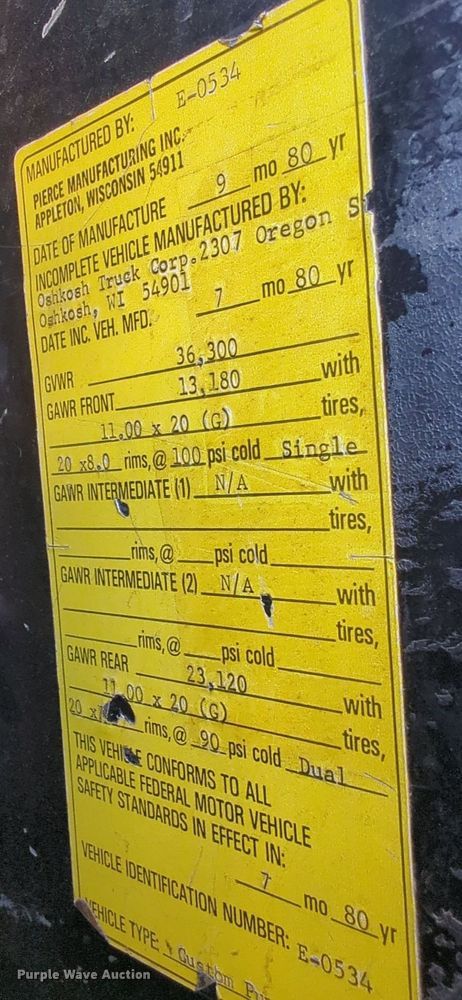 E-0534
MANUFACTURED BY:
PIERCE MANUFACTURING INC.
APPLETON, WISCONSIN 54911
DATE OF MANUFACTURE 9 mo 80 yr
INCOMPLETE VEHICLE MANUFACTURED BY:
Oshkosh Truck Corp. 2307 Oregon S
Oshkosh, WI 54901
DATE INC. VEH. MFD. 7 mo 80 yr
GVWR 36,300
GAWR FRONT 13,180 with
11.00 x 20 (G) tires,
20 x8.0 rims, @ 100 psi cold Single
GAWR INTERMEDIATE (1) N/A with
tires,
rims, @ psi cold
GAWR INTERMEDIATE (2) N/A with
tires,
rims, @ psi cold
GAWR REAR 23,120 with
11.00 x 20 (G) tires,
20 x rims, @ 90 psi cold Dual
THIS VEHICLE CONFORMS TO ALL
APPLICABLE FEDERAL MOTOR VEHICLE
SAFETY STANDARDS IN EFFECT IN:
7 mo 80 yr
VEHICLE IDENTIFICATION NUMBER: E-0534
VEHICLE TYPE: Custom
Purple Wave Auction